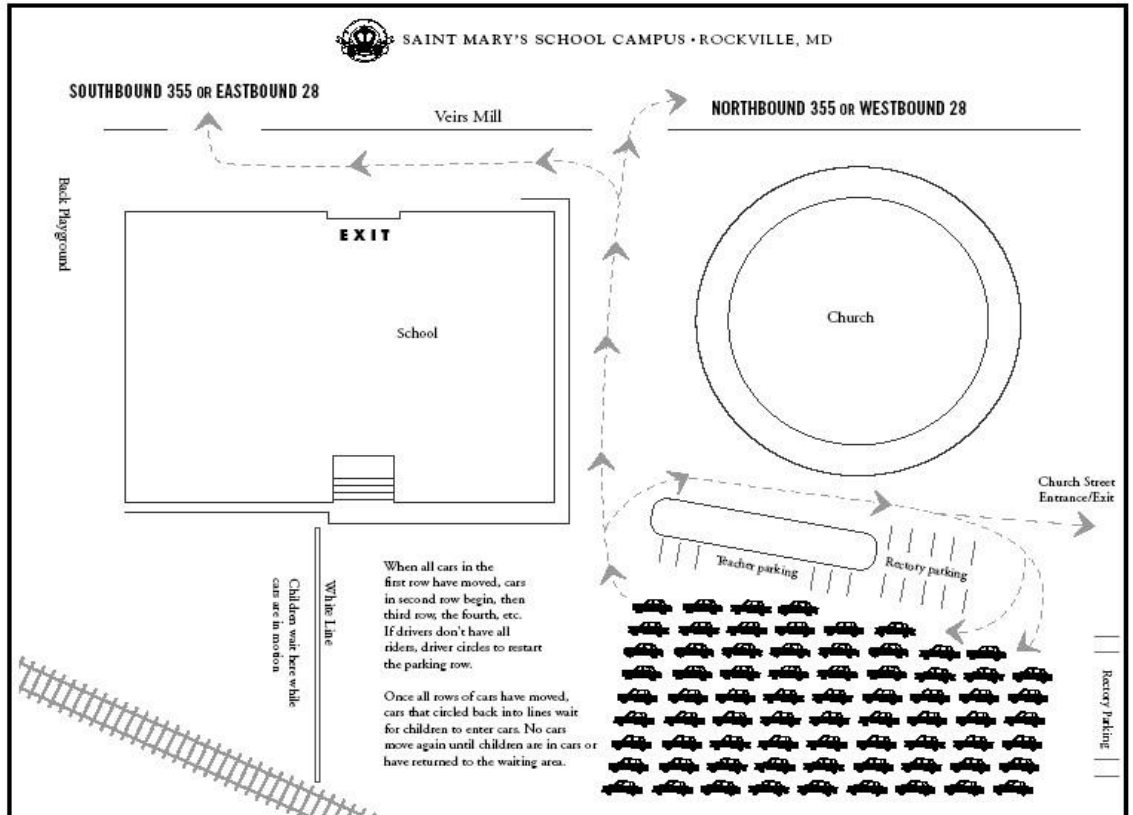 SAINT MARY'S SCHOOL CAMPUS • ROCKVILLE, MD
SOUTHBOUND 355 OR EASTBOUND 28
Veirs Mill
NORTHBOUND 355 OR WESTBOUND 28
Back Playground
EXIT
School
Church
Church Street
Entrance/Exit
Teacher parking
Rectory parking
White Line
Children wait here while
cars are in motion
When all cars in the
first row have moved, cars
in second row begin, then
third row, the fourth, etc.
If drivers don't have all
riders, driver circles to restart
the parking row.
Once all rows of cars have moved,
cars that circled back into lines wait
for children to enter cars. No cars
move again until children are in cars or
have returned to the waiting area.
Rectory Parking